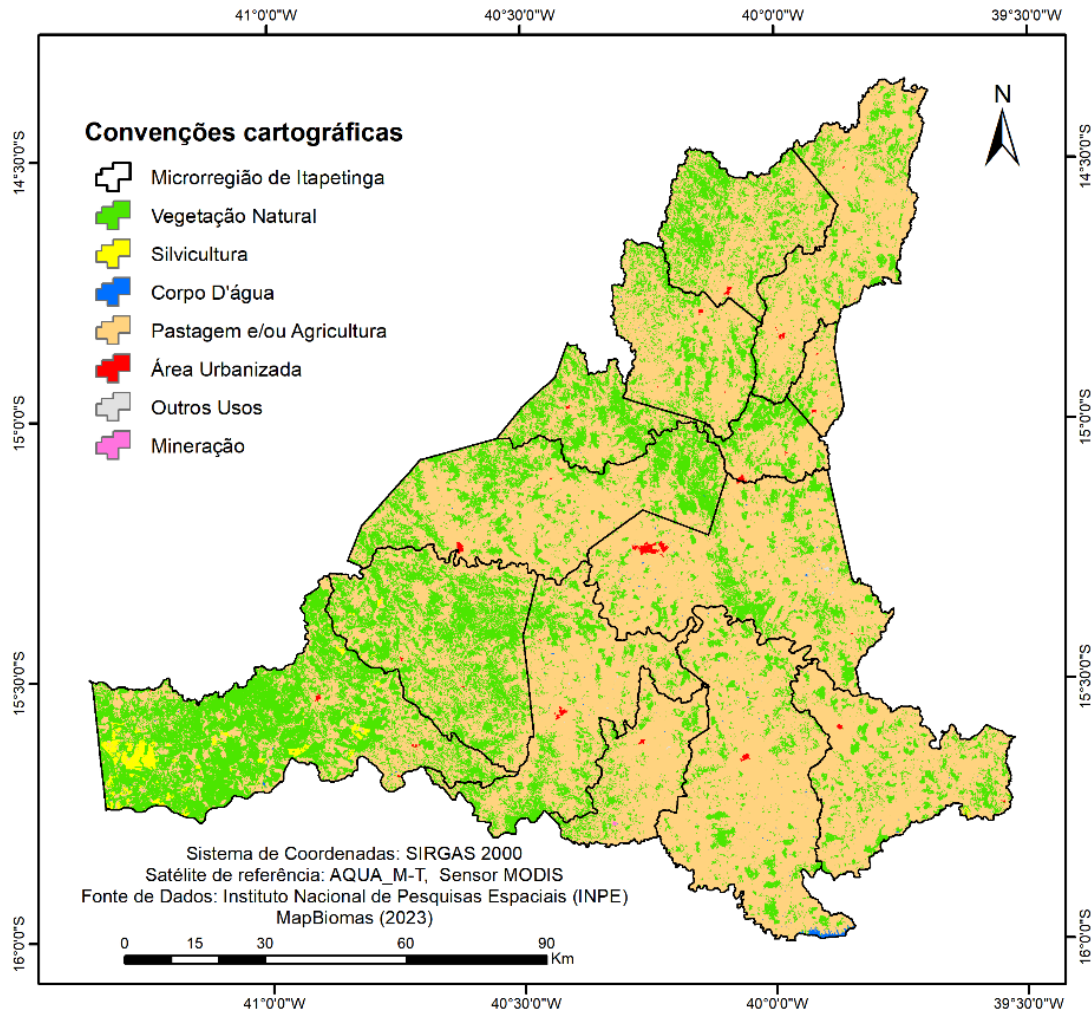 41°0'0"W 40°30'0"W 40°0'0"W 39°30'0"W
N
Convenções cartográficas
Microrregião de Itapetinga
Vegetação Natural
Silvicultura
Corpo D'água
Pastagem e/ou Agricultura
Área Urbanizada
Outros Usos
Mineração
14°30'0"S 14°30'0"S
15°0'0"S 15°0'0"S
15°30'0"S 15°30'0"S
16°0'0"S 16°0'0"S
Sistema de Coordenadas: SIRGAS 2000
Satélite de referência: AQUA_M-T, Sensor MODIS
Fonte de Dados: Instituto Nacional de Pesquisas Espaciais (INPE)
MapBiomas (2023)
0 15 30 60 90
Km
41°0'0"W 40°30'0"W 40°0'0"W 39°30'0"W